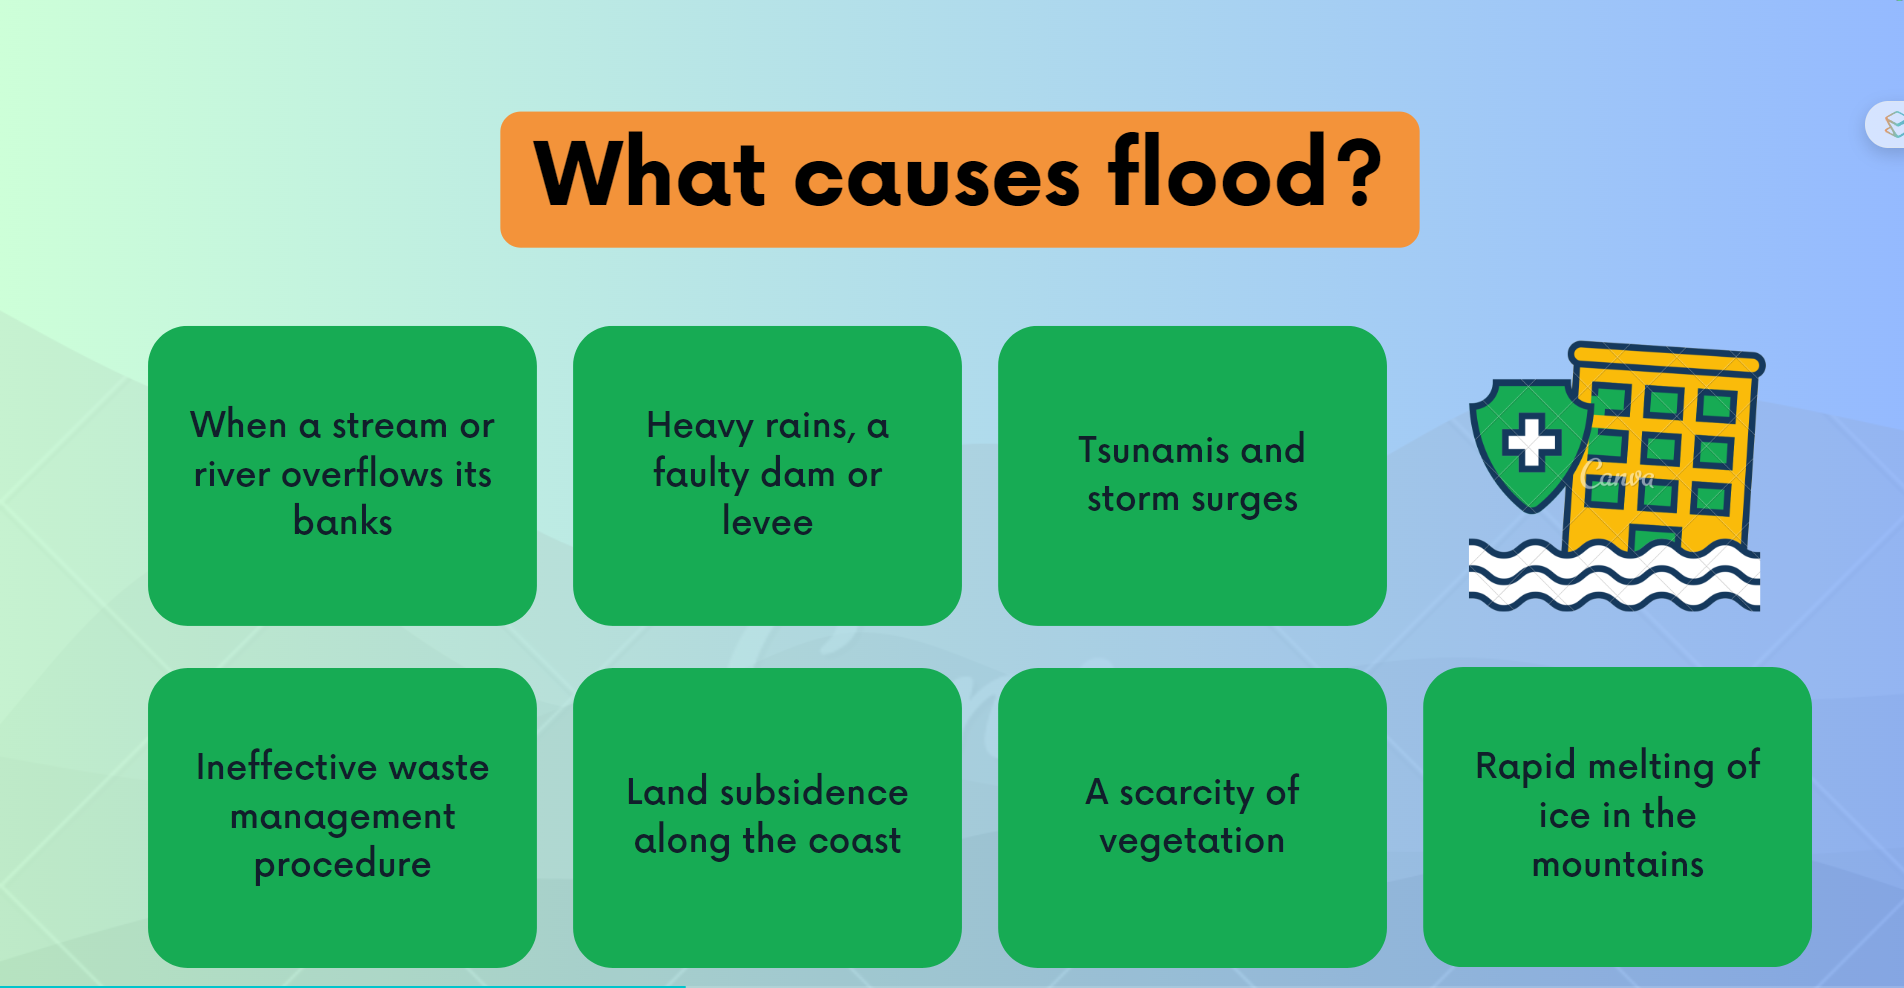 What causes flood?
When a stream or
river overflows its
banks
Heavy rains, a
faulty dam or
levee
Tsunamis and
storm surges
Canva
Ineffective waste
management
procedure
Land subsidence
along the coast
A scarcity of
vegetation
Rapid melting of
ice in the
mountains